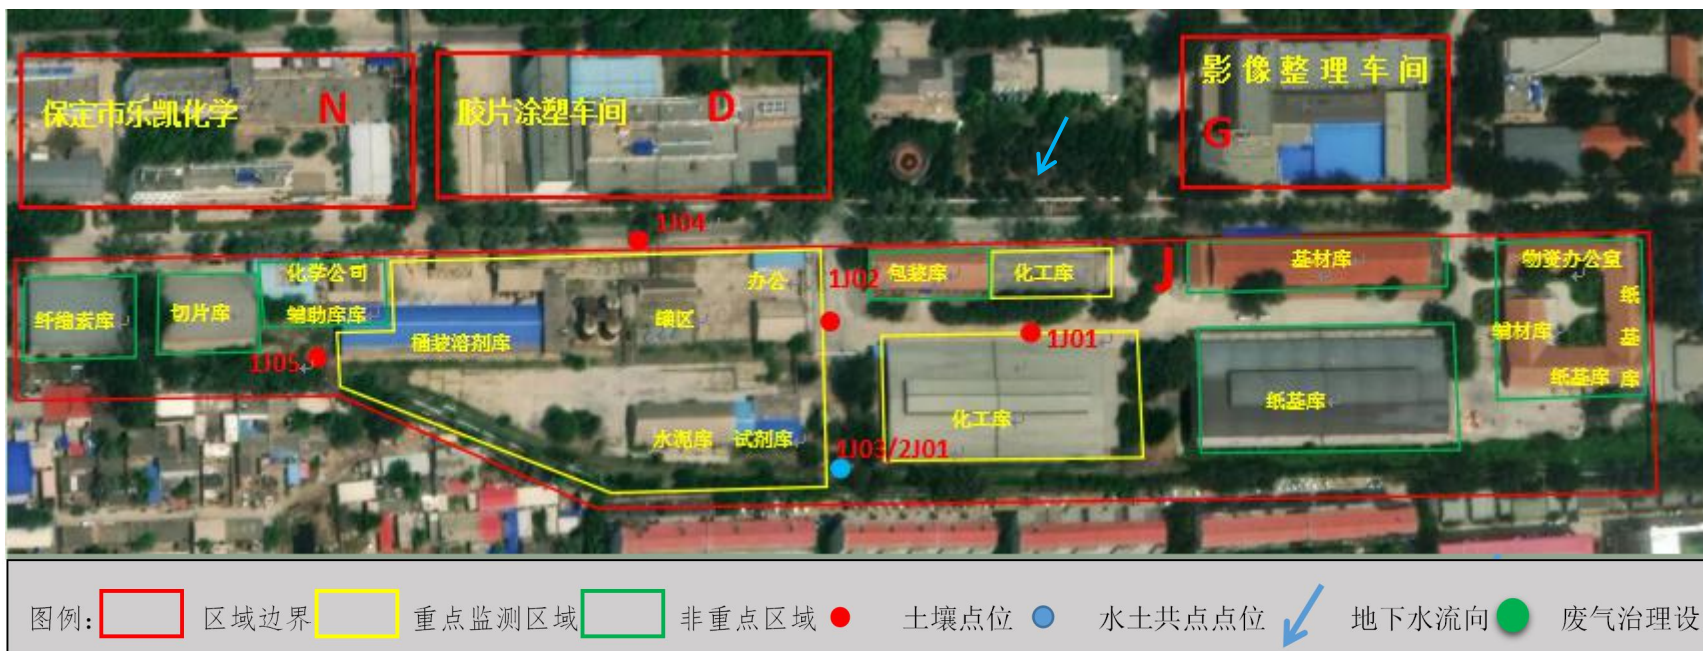 影像整理车间
保定市乐凯化学 N
胶片涂塑车间 D
G
1J04
化学公司
办公
1J02
包装库
化工库
J
基材库
物资办公室
纤维素库
切片库
辅助库库
桶装溶剂库
罐区
1J01
辅材库
纸基库
1J05
纸基库
纸基库
化工库
水泥库 试剂库
1J03/2J01
图例: 区域边界 重点监测区域 非重点区域 土壤点位 水土共点点位 地下水流向 废气治理设